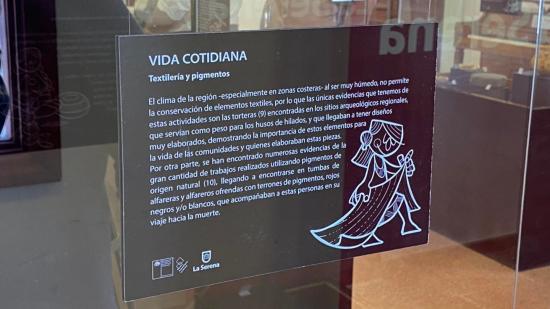 VIDA COTIDIANA
Textilería y pigmentos
El clima de la región -especialmente en zonas costeras- al ser muy húmedo, no permite
la conservación de elementos textiles, por lo que las únicas evidencias que tenemos de
estas actividades son las torteras (9) encontradas en los sitios arqueológicos regionales,
que servían como peso para los husos de hilados, y que llegaban a tener diseños
muy elaborados, demostrando la importancia de estos elementos para
la vida de las comunidades y quienes elaboraban estas piezas.
Por otra parte, se han encontrado numerosas evidencias de la
gran cantidad de trabajos realizados utilizando pigmentos de
origen natural (10), llegando a encontrarse en tumbas de
alfareras y alfareros ofrendas con terrones de pigmentos, rojos
negros y/o blancos, que acompañaban a estas personas en su
viaje hacia la muerte.
La Serena